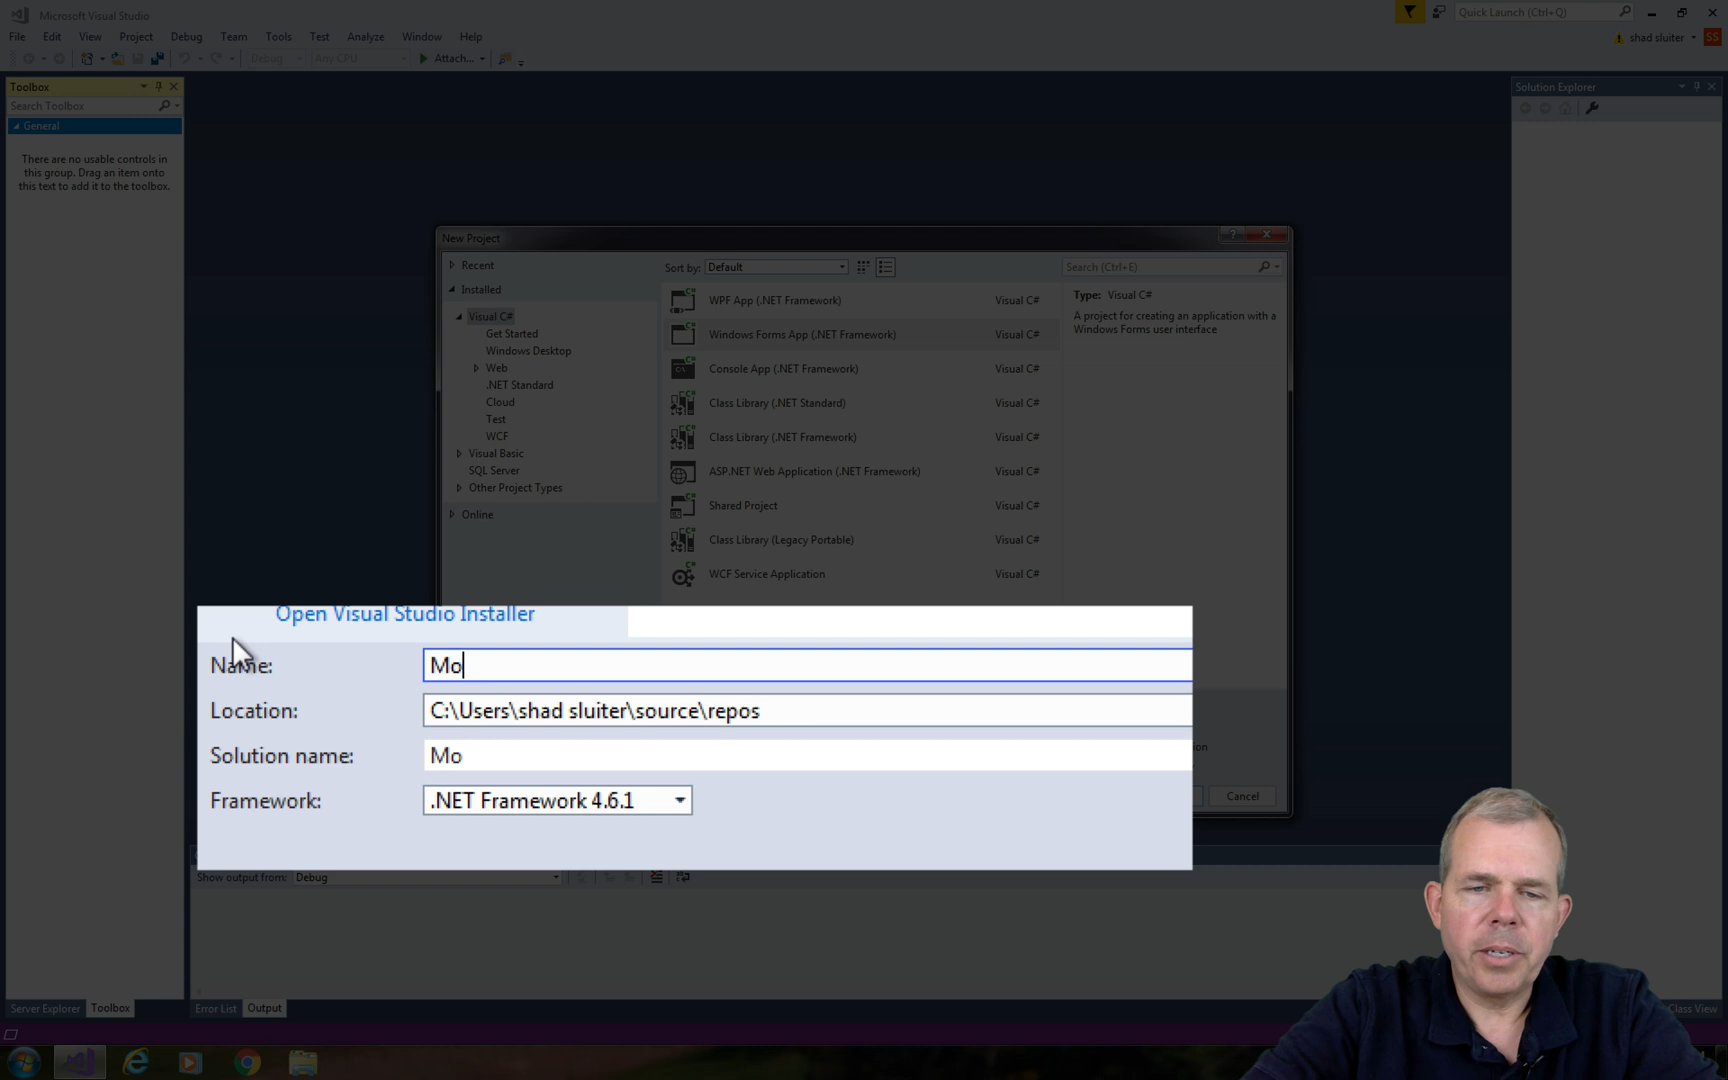 Microsoft Visual Studio
Quick Launch (Ctrl+Q)
File Edit View Project Debug Team Tools Test Analyze Window Help
shad sluiter SS
Debug Any CPU Attach...
Toolbox
Search Toolbox
General
There are no usable controls in
this group. Drag an item onto
this text to add it to the toolbox.
Solution Explorer
New Project
Recent
Installed
Visual C#
Get Started
Windows Desktop
Web
.NET Standard
Cloud
Test
WCF
Visual Basic
SQL Server
Other Project Types
Online
Sort by: Default
Search (Ctrl+E)
WPF App (.NET Framework) Visual C#
Windows Forms App (.NET Framework) Visual C#
Console App (.NET Framework) Visual C#
Class Library (.NET Standard) Visual C#
Class Library (.NET Framework) Visual C#
ASP.NET Web Application (.NET Framework) Visual C#
Shared Project Visual C#
Class Library (Legacy Portable) Visual C#
WCF Service Application Visual C#
Type: Visual C#
A project for creating an application with a
Windows Forms user interface
Open Visual Studio Installer
Name: Mo
Location: C:\Users\shad sluiter\source\repos
Solution name: Mo
Framework: .NET Framework 4.6.1
Cancel
Show output from: Debug
Server Explorer Toolbox
Error List Output
Class View